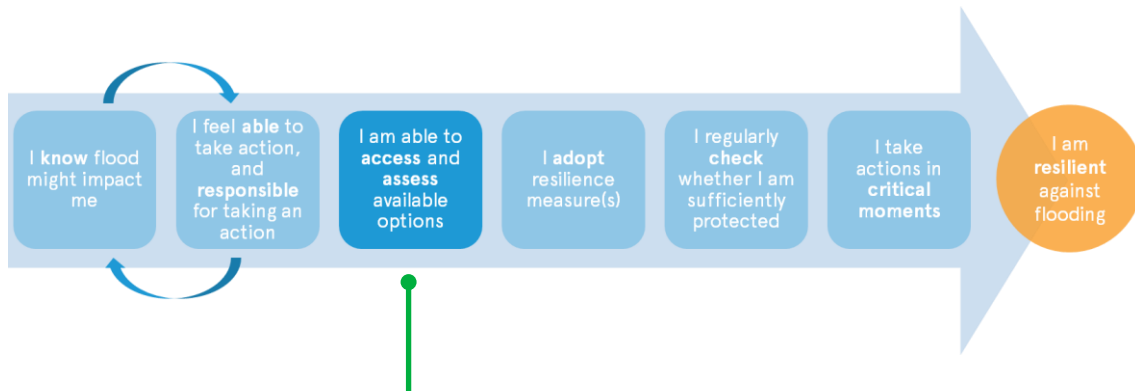 I know flood
might impact
me
I feel able to
take action,
and
responsible
for taking an
action
I am able to
access and
assess
available
options
I adopt
resilience
measure(s)
I regularly
check
whether I am
sufficiently
protected
I take
actions in
critical
moments
I am
resilient
against
flooding